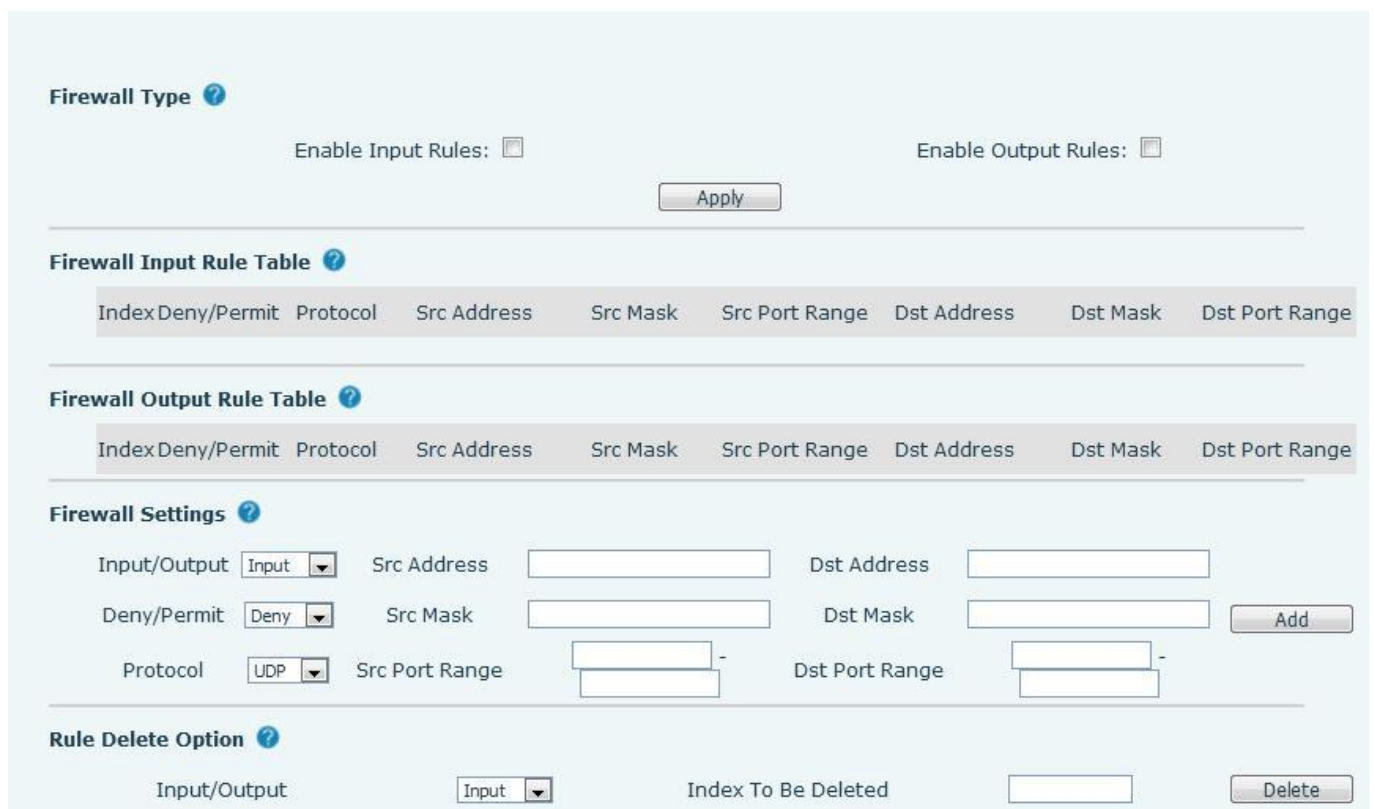 Firewall Type ?
Enable Input Rules: Enable Output Rules:
Apply
Firewall Input Rule Table ?
Index Deny/Permit Protocol Src Address Src Mask Src Port Range Dst Address Dst Mask Dst Port Range
Firewall Output Rule Table ?
Index Deny/Permit Protocol Src Address Src Mask Src Port Range Dst Address Dst Mask Dst Port Range
Firewall Settings ?
Input/Output Input Src Address Dst Address
Deny/Permit Deny Src Mask Dst Mask Add
Protocol UDP Src Port Range - Dst Port Range -
Rule Delete Option ?
Input/Output Input Index To Be Deleted Delete